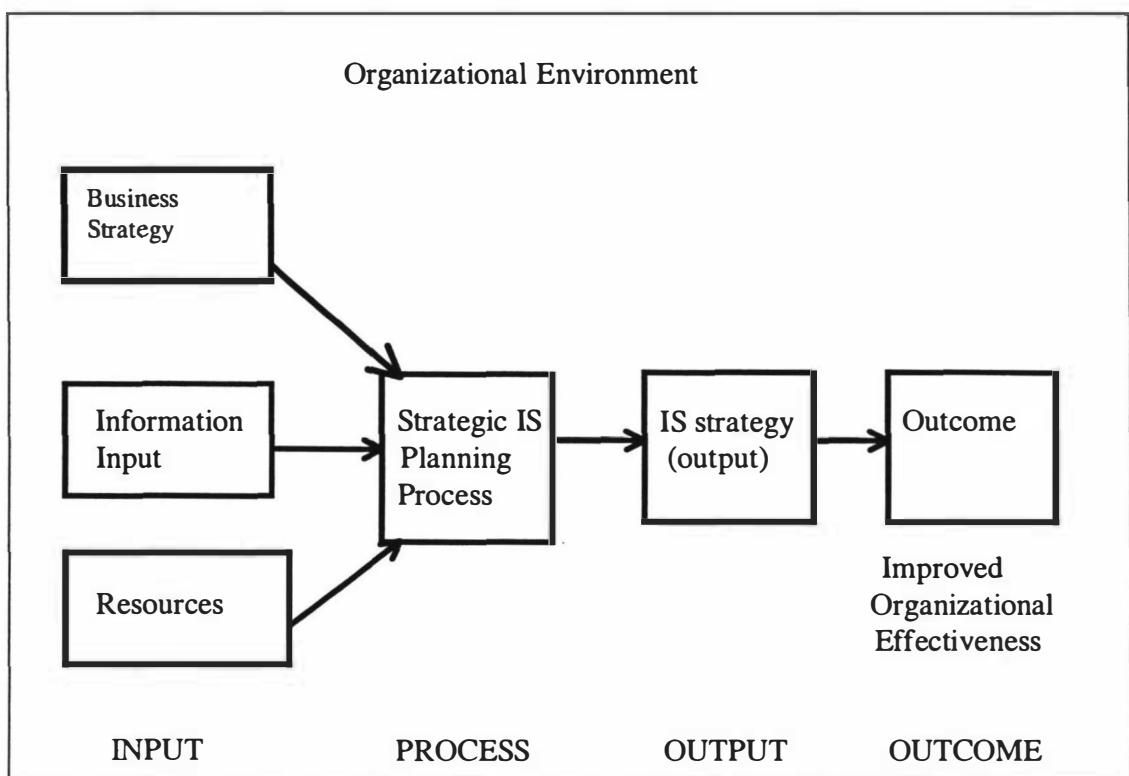 Organizational Environment
Business
Strategy
Information
Input
Resources
Strategic IS
Planning
Process
IS strategy
(output)
Outcome
Improved
Organizational
Effectiveness
INPUT
PROCESS
OUTPUT
OUTCOME